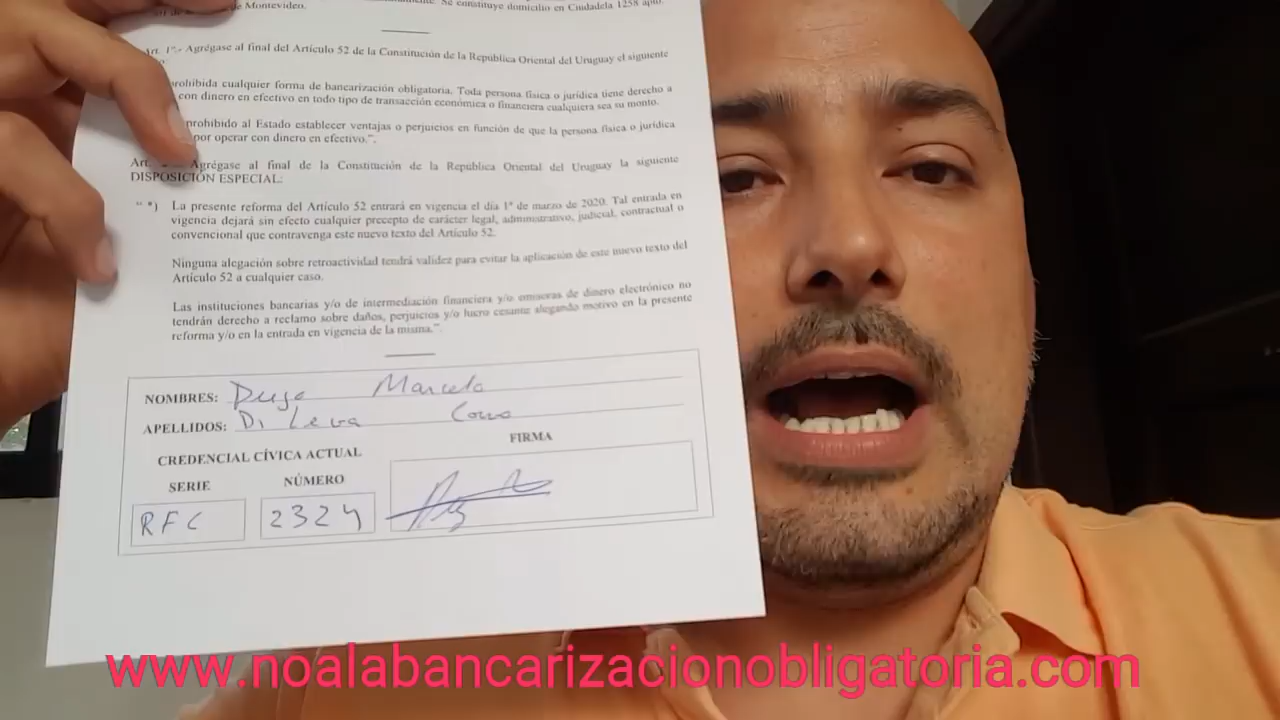 de Montevideo. Se constituye domicilio en Ciudadela 1258 apto.
Art. 1º.- Agrégase al final del Artículo 52 de la Constitución de la República Oriental del Uruguay el siguiente
prohibida cualquier forma de bancarización obligatoria. Toda persona física o jurídica tiene derecho a
con dinero en efectivo en todo tipo de transacción económica o financiera cualquiera sea su monto.
prohibido al Estado establecer ventajas o perjuicios en función de que la persona física o jurídica
por operar con dinero en efectivo.".
Art. Agrégase al final de la Constitución de la República Oriental del Uruguay la siguiente
DISPOSICIÓN ESPECIAL:
" *) La presente reforma del Artículo 52 entrará en vigencia el día 1º de marzo de 2020. Tal entrada en
vigencia dejará sin efecto cualquier precepto de carácter legal, administrativo, judicial, contractual o
convencional que contravenga este nuevo texto del Artículo 52.
Ninguna alegación sobre retroactividad tendrá validez para evitar la aplicación de este nuevo texto del
Artículo 52 a cualquier caso.
Las instituciones bancarias y/o de intermediación financiera y/o emisoras de dinero electrónico no
tendrán derecho a reclamo sobre daños, perjuicios y/o lucro cesante alegando motivo en la presente
reforma y/o en la entrada en vigencia de la misma.".
NOMBRES: Marcelo
APELLIDOS: Di Leva
CREDENCIAL CÍVICA ACTUAL
FIRMA
SERIE NÚMERO
RFC 2324
www.noalabancarizacionobligatoria.com